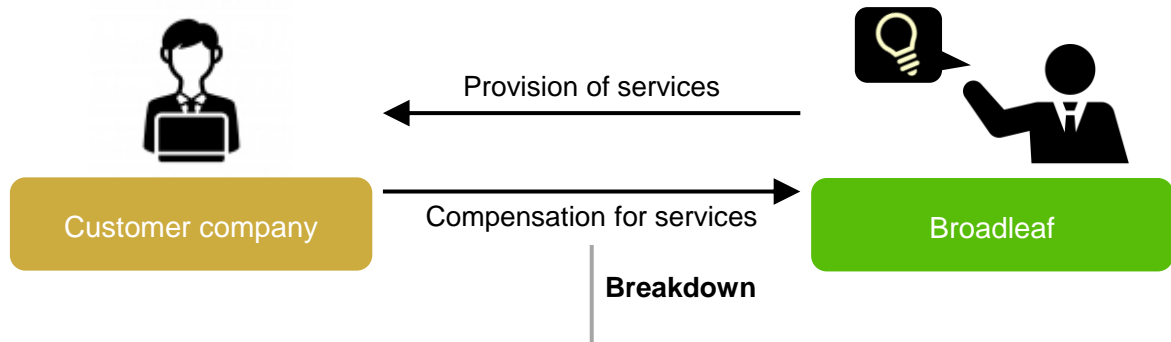 Provision of services
Customer company
Compensation for services
Broadleaf
Breakdown